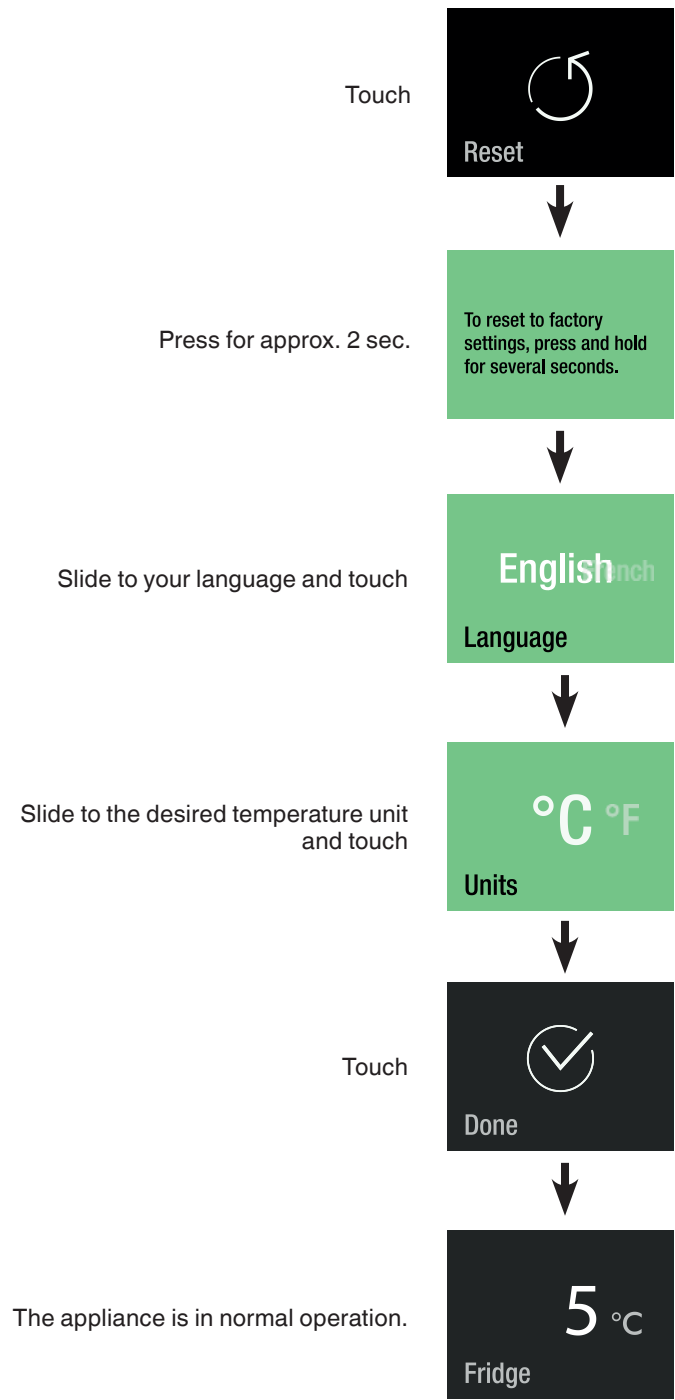 Touch
Reset
Press for approx. 2 sec.
To reset to factory
settings, press and hold
for several seconds.
Slide to your language and touch
English French
Language
Slide to the desired temperature unit
and touch
°C °F
Units
Touch
Done
The appliance is in normal operation.
5 °C
Fridge